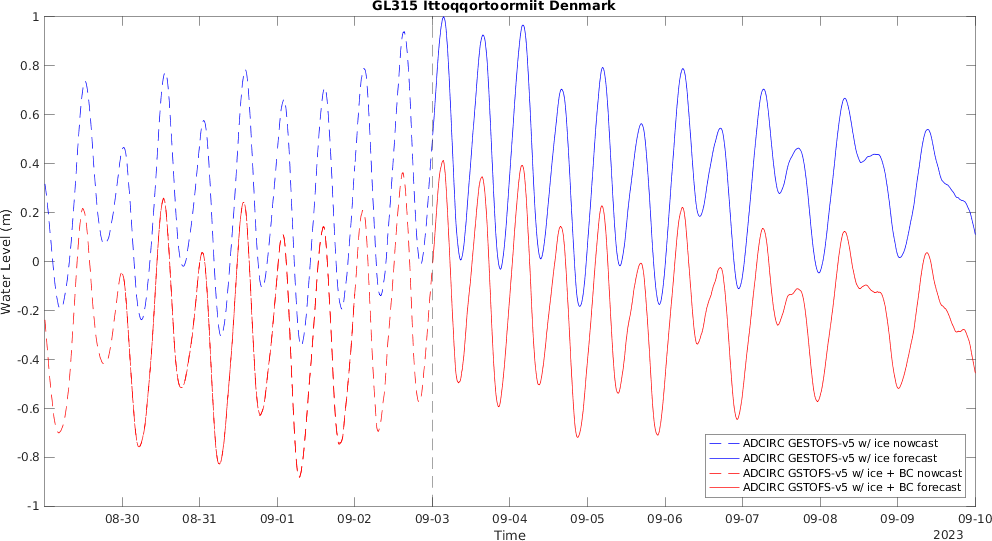 GL315 Ittoqqortoormiit Denmark
1
0.8
0.6
0.4
0.2
0
-0.2
-0.4
-0.6
-0.8
-1
Water Level (m)
ADCIRC GESTOFS-v5 w/ ice nowcast
ADCIRC GESTOFS-v5 w/ ice forecast
ADCIRC GSTOFS-v5 w/ ice + BC nowcast
ADCIRC GSTOFS-v5 w/ ice + BC forecast
08-30 08-31 09-01 09-02 09-03 09-04 09-05 09-06 09-07 09-08 09-09 09-10
Time
2023